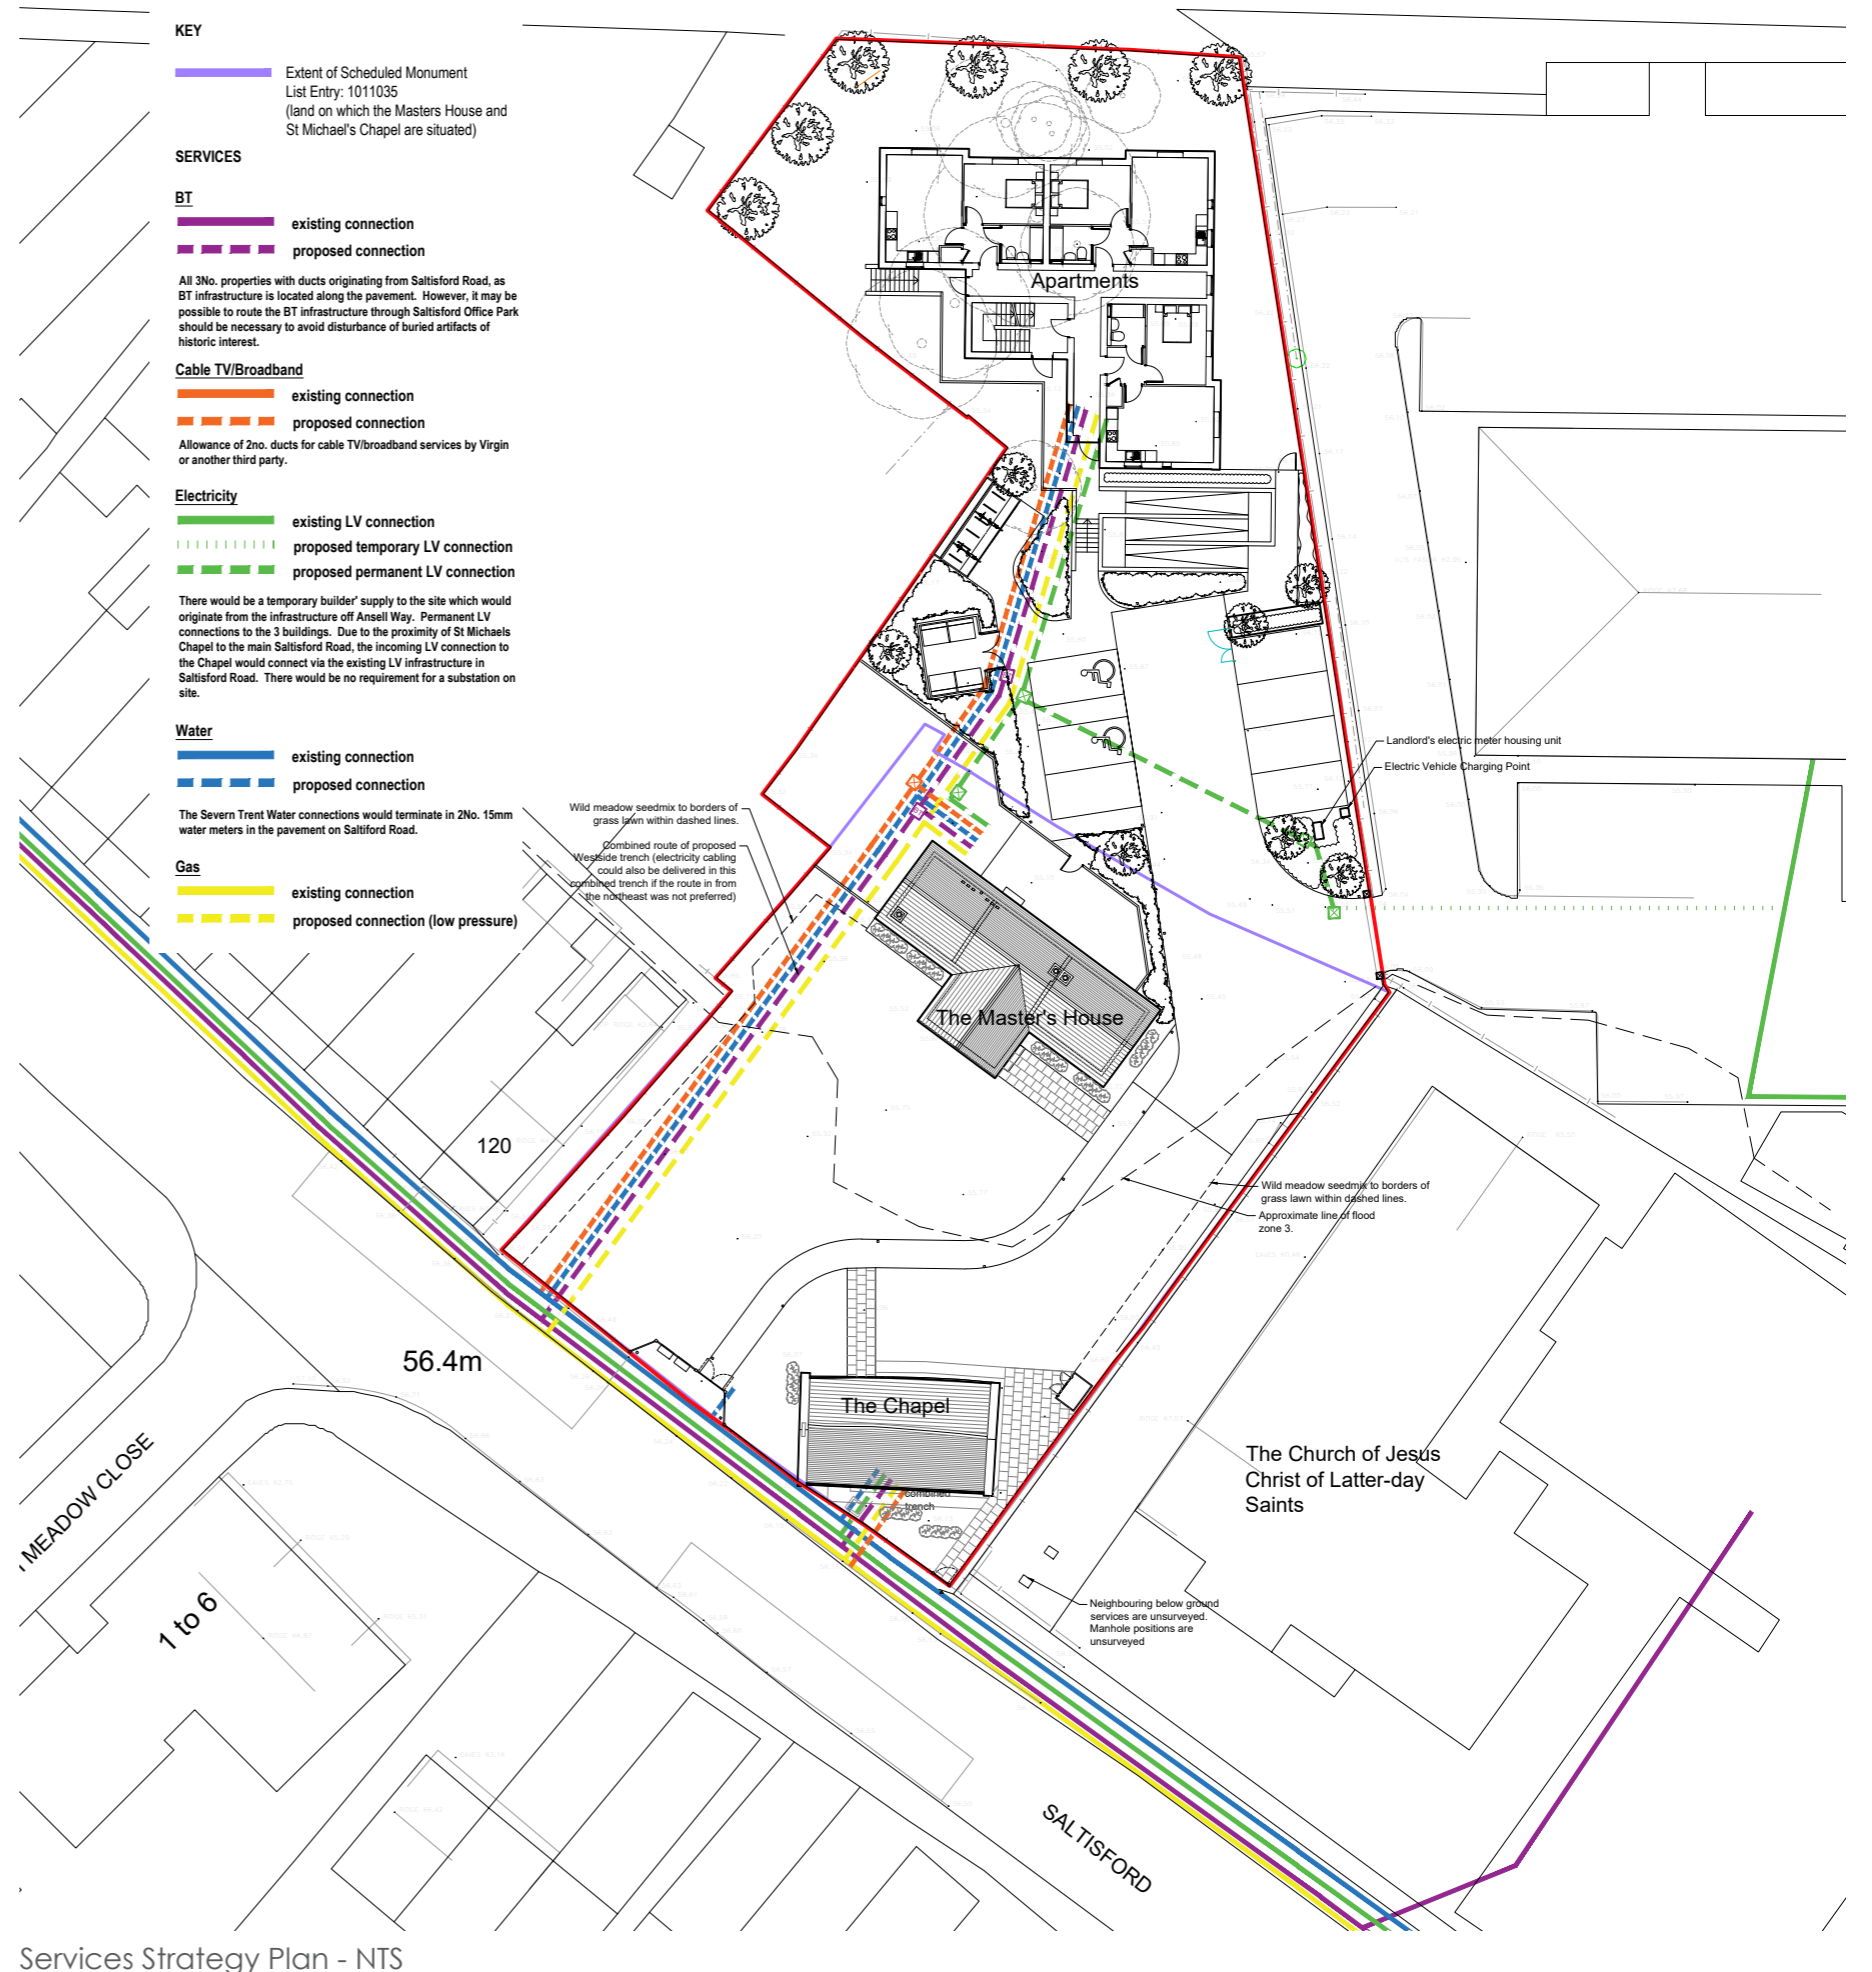 KEY
Extent of Scheduled Monument
List Entry: 1011035
(land on which the Masters House and
St Michael's Chapel are situated)
SERVICES
BT
existing connection
proposed connection
All 3No. properties with ducts originating from Saltisford Road, as
BT infrastructure is located along the pavement. However, it may be
possible to route the BT infrastructure through Saltisford Office Park
should be necessary to avoid disturbance of buried artifacts of
historic interest.
Cable TV/Broadband
existing connection
proposed connection
Allowance of 2no. ducts for cable TV/broadband services by Virgin
or another third party.
Electricity
existing LV connection
proposed temporary LV connection
proposed permanent LV connection
There would be a temporary builder' supply to the site which would
originate from the infrastructure off Ansell Way. Permanent LV
connections to the 3 buildings. Due to the proximity of St Michaels
Chapel to the main Saltisford Road, the incoming LV connection to
the Chapel would connect via the existing LV infrastructure in
Saltisford Road. There would be no requirement for a substation on
site.
Water
existing connection
proposed connection
The Severn Trent Water connections would terminate in 2No. 15mm
water meters in the pavement on Saltiford Road.
Gas
existing connection
proposed connection (low pressure)
Apartments
Landlord's electric meter housing unit
Electric Vehicle Charging Point
Wild meadow seedmix to borders of
grass lawn within dashed lines.
Combined route of proposed
Westside trench (electricity cabling
could also be delivered in this
combined trench if the route in from
the northeast was not preferred)
The Master's House
120
Wild meadow seedmix to borders of
grass lawn within dashed lines.
Approximate line of flood
zone 3.
56.4m
The Chapel
combined
trench
The Church of Jesus
Christ of Latter-day
Saints
MEADOW CLOSE
1 to 6
Neighbouring below ground
services are unsurveyed.
Manhole positions are
unsurveyed
SALTISFORD
Services Strategy Plan - NTS